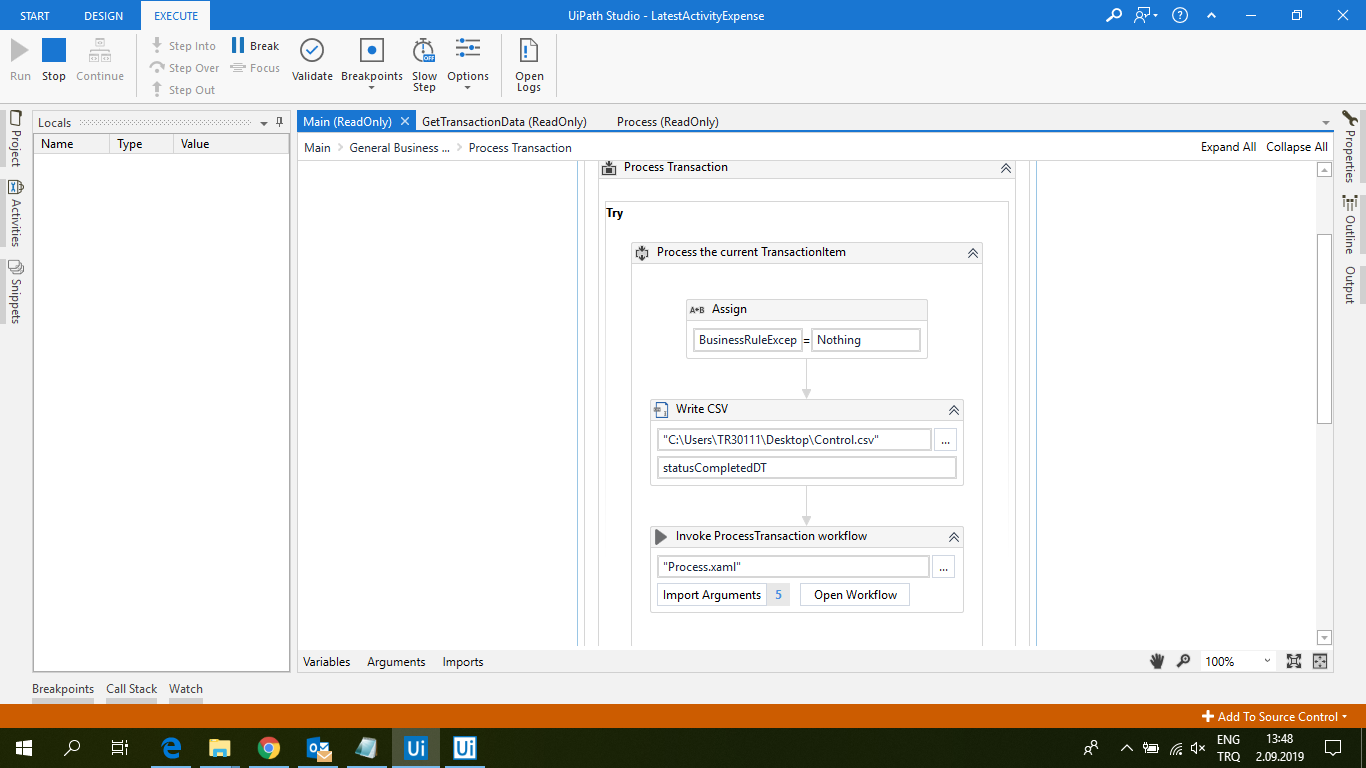 START DESIGN EXECUTE UiPath Studio - LatestActivityExpense
Run Stop Continue
Step Into
Step Over
Step Out
Break
Focus
Validate Breakpoints
Slow
Step
Options
Open
Logs
Project
Activities
Snippets
Locals
Name Type Value
Main (ReadOnly) GetTransactionData (ReadOnly) Process (ReadOnly)
Main > General Business ... > Process Transaction Expand All Collapse All
Process Transaction
Try
Process the current TransactionItem
A+B Assign
BusinessRuleExcep = Nothing
Write CSV
"C:\Users\TR30111\Desktop\Control.csv" ...
statusCompletedDT
Invoke ProcessTransaction workflow
"Process.xaml" ...
Import Arguments 5 Open Workflow
Variables Arguments Imports 100%
Properties
Outline
Output
Breakpoints Call Stack Watch
Add To Source Control
Ui Ui
ENG
TRQ
13:48
2.09.2019